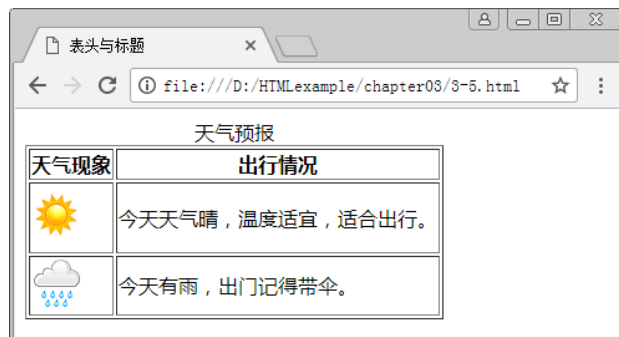 表头与标题
file:///D:/HTMLexample/chapter03/3-5.html
天气预报
天气现象 出行情况
今天天气晴，温度适宜，适合出行。
今天有雨，出门记得带伞。